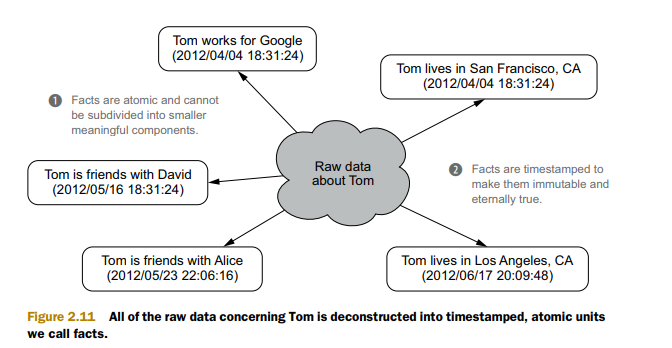 Tom works for Google
(2012/04/04 18:31:24)
Tom lives in San Francisco, CA
(2012/04/04 18:31:24)
1 Facts are atomic and cannot
be subdivided into smaller
meaningful components.
Raw data
about Tom
Tom is friends with David
(2012/05/16 18:31:24)
2 Facts are timestamped to
make them immutable and
eternally true.
Tom is friends with Alice
(2012/05/23 22:06:16)
Tom lives in Los Angeles, CA
(2012/06/17 20:09:48)
Figure 2.11 All of the raw data concerning Tom is deconstructed into timestamped, atomic units
we call facts.